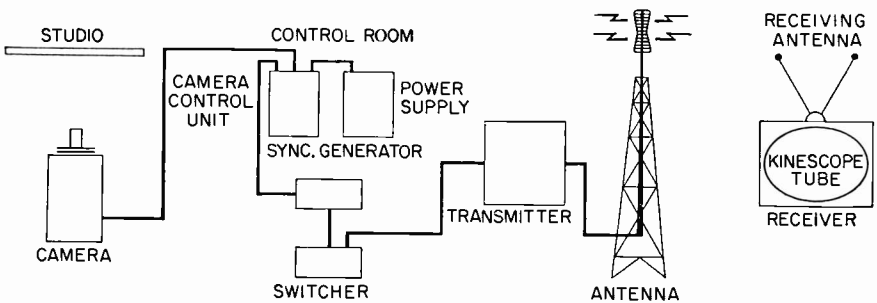 STUDIO
CONTROL ROOM
RECEIVING
ANTENNA
CAMERA
CONTROL
UNIT
POWER
SUPPLY
SYNC. GENERATOR
KINESCOPE
TUBE
TRANSMITTER
RECEIVER
CAMERA
SWITCHER
ANTENNA